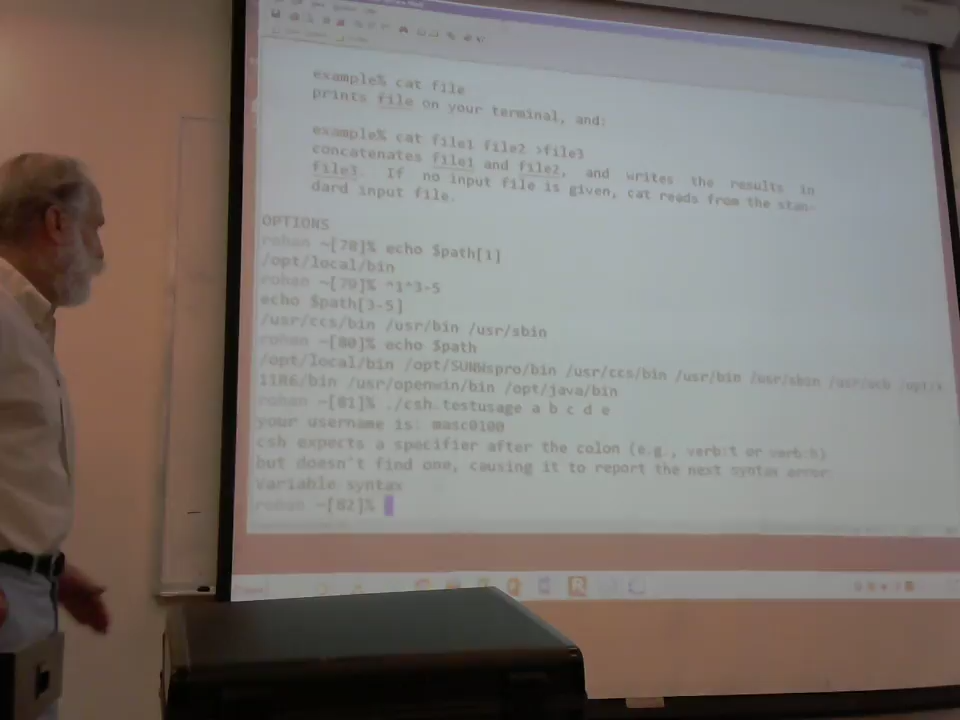 example% cat file
prints file on your terminal, and:
example% cat file1 file2 >file3
concatenates file1 and file2, and writes the results in
file3. If no input file is given, cat reads from the stan-
dard input file.
OPTIONS
rohan ~[78]% echo $path[1]
/opt/local/bin
rohan ~[79]% ^1^3-5
echo $path[3-5]
/usr/ccs/bin /usr/bin /usr/sbin
rohan ~[80]% echo $path
/opt/local/bin /opt/SUNWspro/bin /usr/ccs/bin /usr/bin /usr/sbin /usr/ucb
1186/bin /usr/openwin/bin /opt/java/bin
rohan ~[81]% ./csh.testusage a b c d e
your username is: masc0100
csh expects a specifier after the colon (e.g., verb:t or verb:h)
but doesn't find one, causing it to report the next syntax error.
Variable syntax
rohan ~[82]%